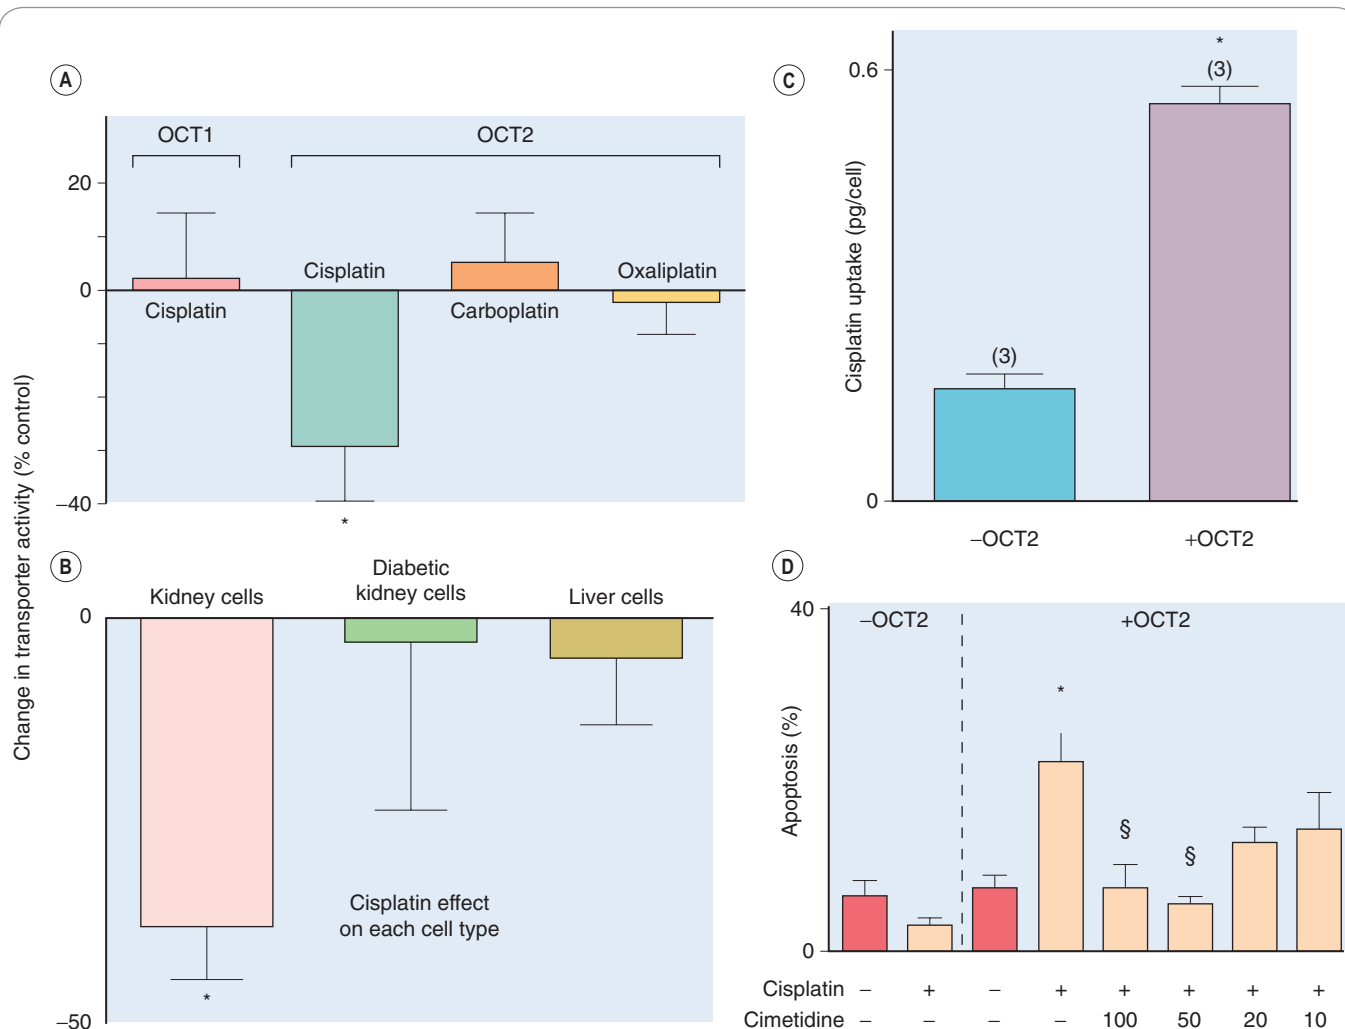 A
OCT1
OCT2
20
0
–40
Cisplatin
Cisplatin
Carboplatin
Oxaliplatin
*
Change in transporter activity (% control)
B
Kidney cells
Diabetic
kidney cells
Liver cells
0
–50
Cisplatin effect
on each cell type
*
C
0.6
0
Cisplatin uptake (pg/cell)
(3)
*
(3)
–OCT2
+OCT2
D
40
0
Apoptosis (%)
–OCT2
+OCT2
*
§
§
Cisplatin – + – + + + + +
Cimetidine – – – – 100 50 20 10